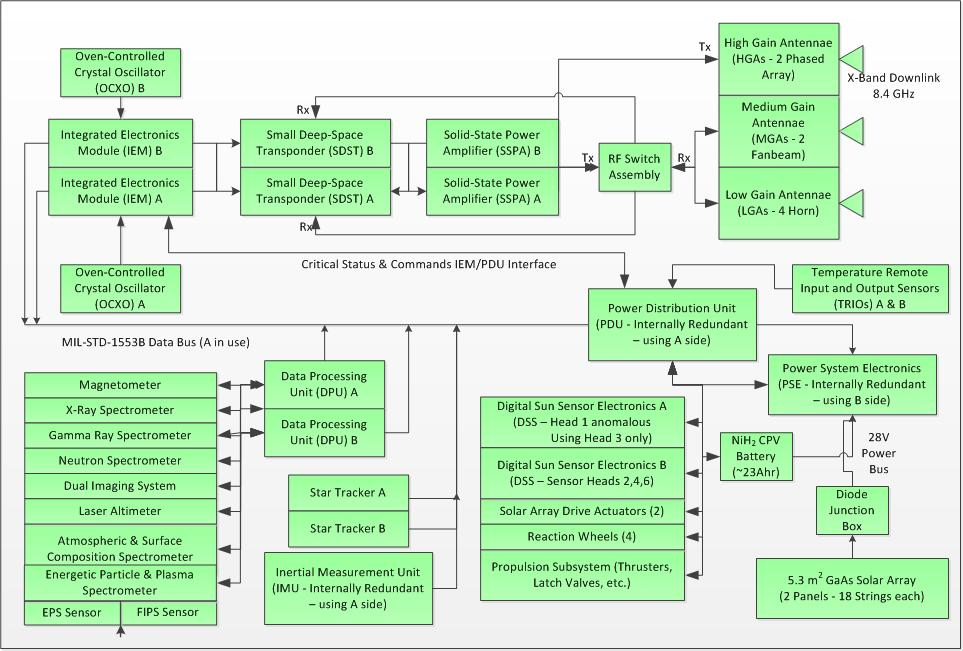 Oven-Controlled
Crystal Oscillator
(OCXO) B
Integrated Electronics
Module (IEM) B
Integrated Electronics
Module (IEM) A
Oven-Controlled
Crystal Oscillator
(OCXO) A
Rx
Small Deep-Space
Transponder (SDST) B
Small Deep-Space
Transponder (SDST) A
Rx
Solid-State Power
Amplifier (SSPA) B
Solid-State Power
Amplifier (SSPA) A
Tx
Tx
RF Switch
Assembly
Rx
High Gain Antennae
(HGAs - 2 Phased
Array)
Medium Gain
Antennae
(MGAs - 2
Fanbeam)
Low Gain Antennae
(LGAs - 4 Horn)
X-Band Downlink
8.4 GHz
Critical Status & Commands IEM/PDU Interface
Temperature Remote
Input and Output Sensors
(TRIOs) A & B
Power Distribution Unit
(PDU - Internally Redundant
– using A side)
Power System Electronics
(PSE - Internally Redundant
– using B side)
MIL-STD-1553B Data Bus (A in use)
Magnetometer
X-Ray Spectrometer
Gamma Ray Spectrometer
Neutron Spectrometer
Dual Imaging System
Laser Altimeter
Atmospheric & Surface
Composition Spectrometer
Energetic Particle & Plasma
Spectrometer
EPS Sensor
FIPS Sensor
Data Processing
Unit (DPU) A
Data Processing
Unit (DPU) B
Star Tracker A
Star Tracker B
Inertial Measurement Unit
(IMU - Internally Redundant
– using A side)
Digital Sun Sensor Electronics A
(DSS – Head 1 anomalous
Using Head 3 only)
Digital Sun Sensor Electronics B
(DSS – Sensor Heads 2,4,6)
Solar Array Drive Actuators (2)
Reaction Wheels (4)
Propulsion Subsystem (Thrusters,
Latch Valves, etc.)
NiH₂ CPV
Battery
(~23Ahr)
28V
Power
Bus
Diode
Junction
Box
5.3 m² GaAs Solar Array
(2 Panels - 18 Strings each)